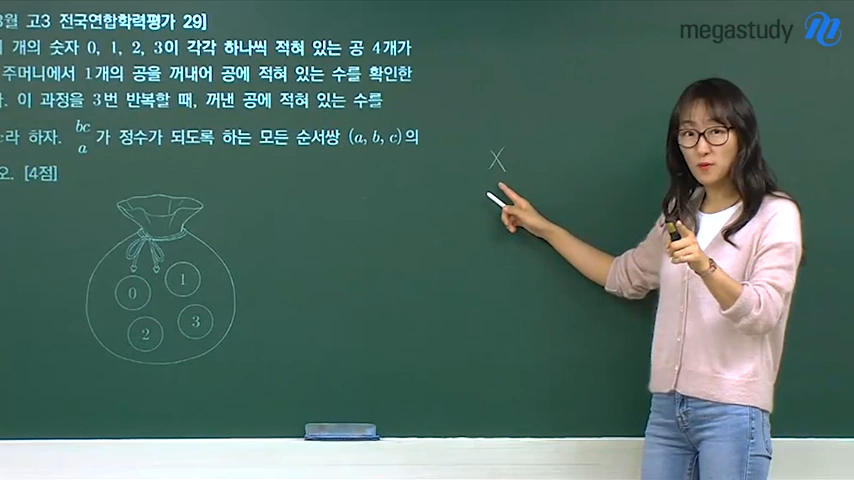 3월 고3 전국연합학력평가 29]
개의 숫자 0, 1, 2, 3이 각각 하나씩 적혀 있는 공 4개가
주머니에서 1개의 공을 꺼내어 공에 적혀 있는 수를 확인한
이 과정을 3번 반복할 때, 꺼낸 공에 적혀 있는 수를
c라 하자. bc/a 가 정수가 되도록 하는 모든 순서쌍 (a, b, c)의
오. [4점]
0
1
2
3
X
megastudy